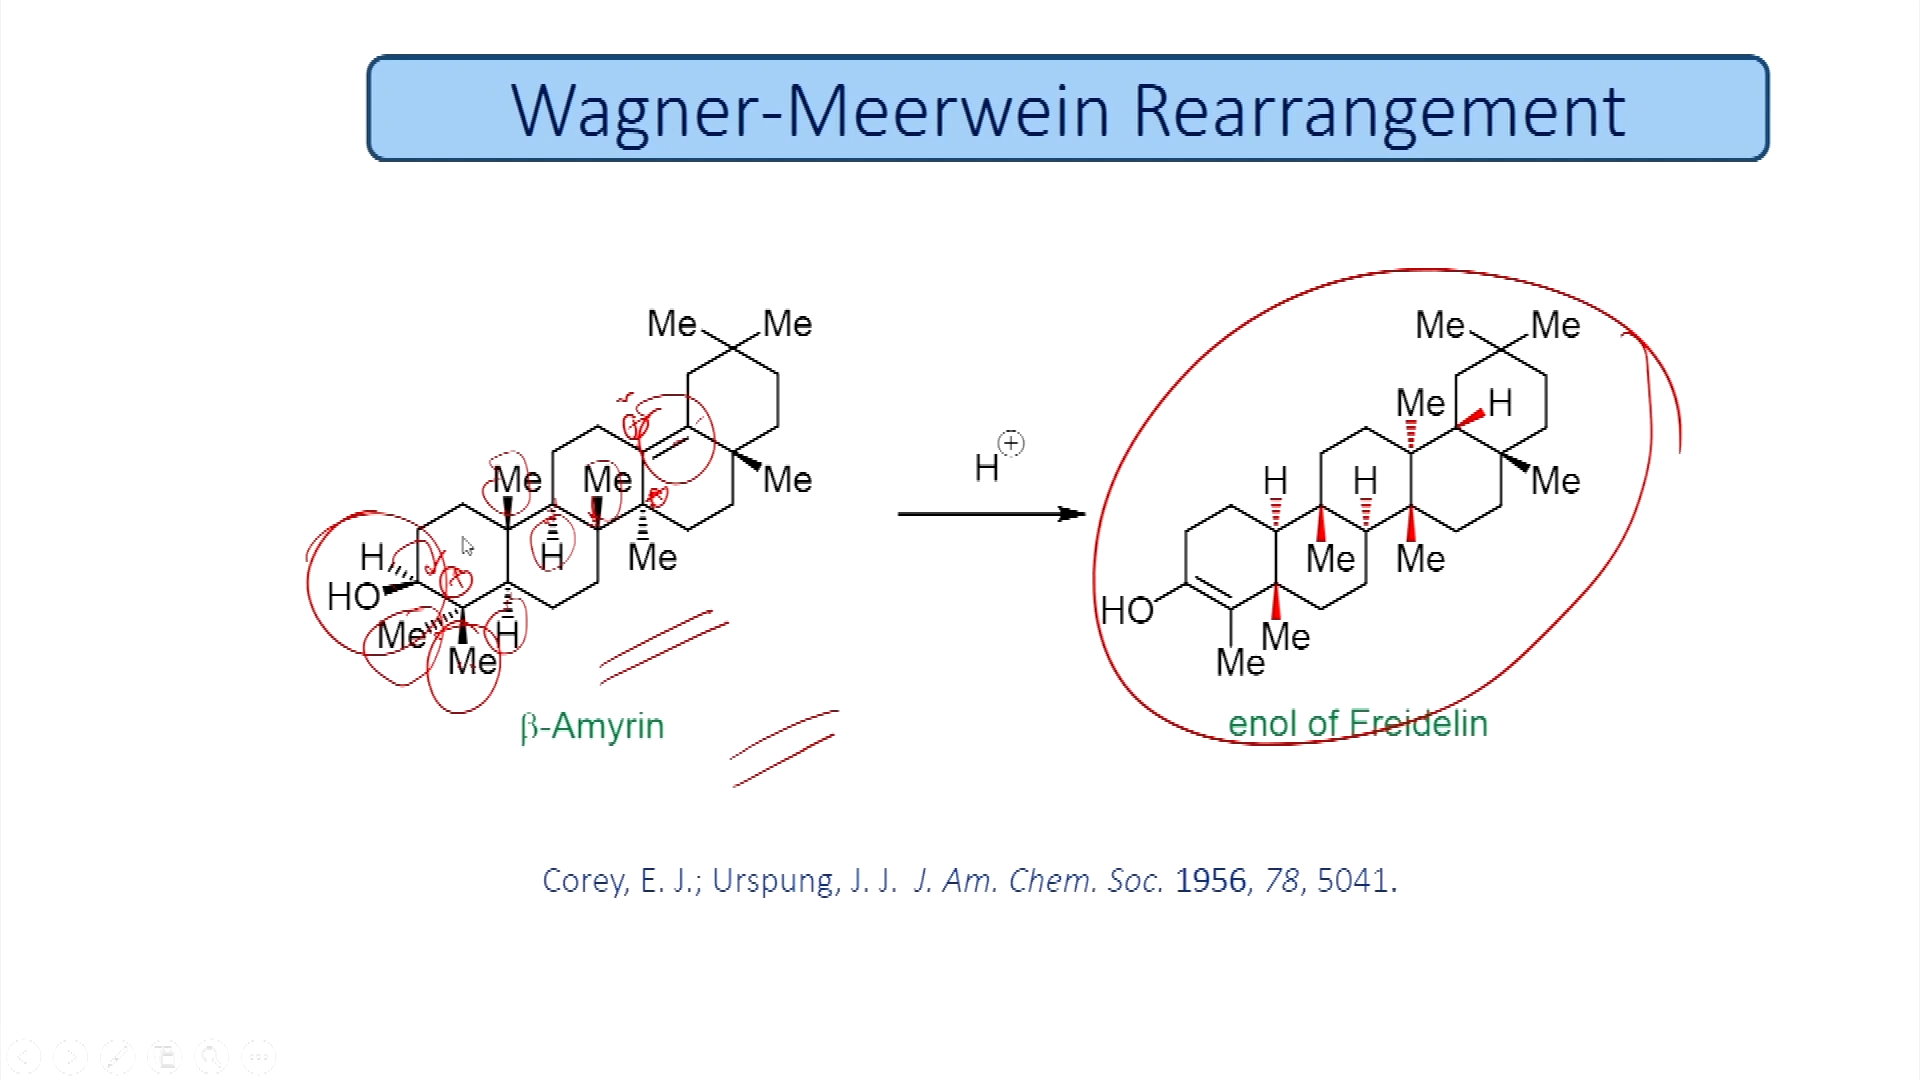 Wagner-Meerwein Rearrangement
Me Me
Me Me Me
H Me
H
HO
Me H
Me
β-Amyrin
H⊕
Me Me
Me H
H H Me
Me Me
HO
Me
Me
enol of Freidelin
Corey, E. J.; Urspung, J. J. J. Am. Chem. Soc. 1956, 78, 5041.